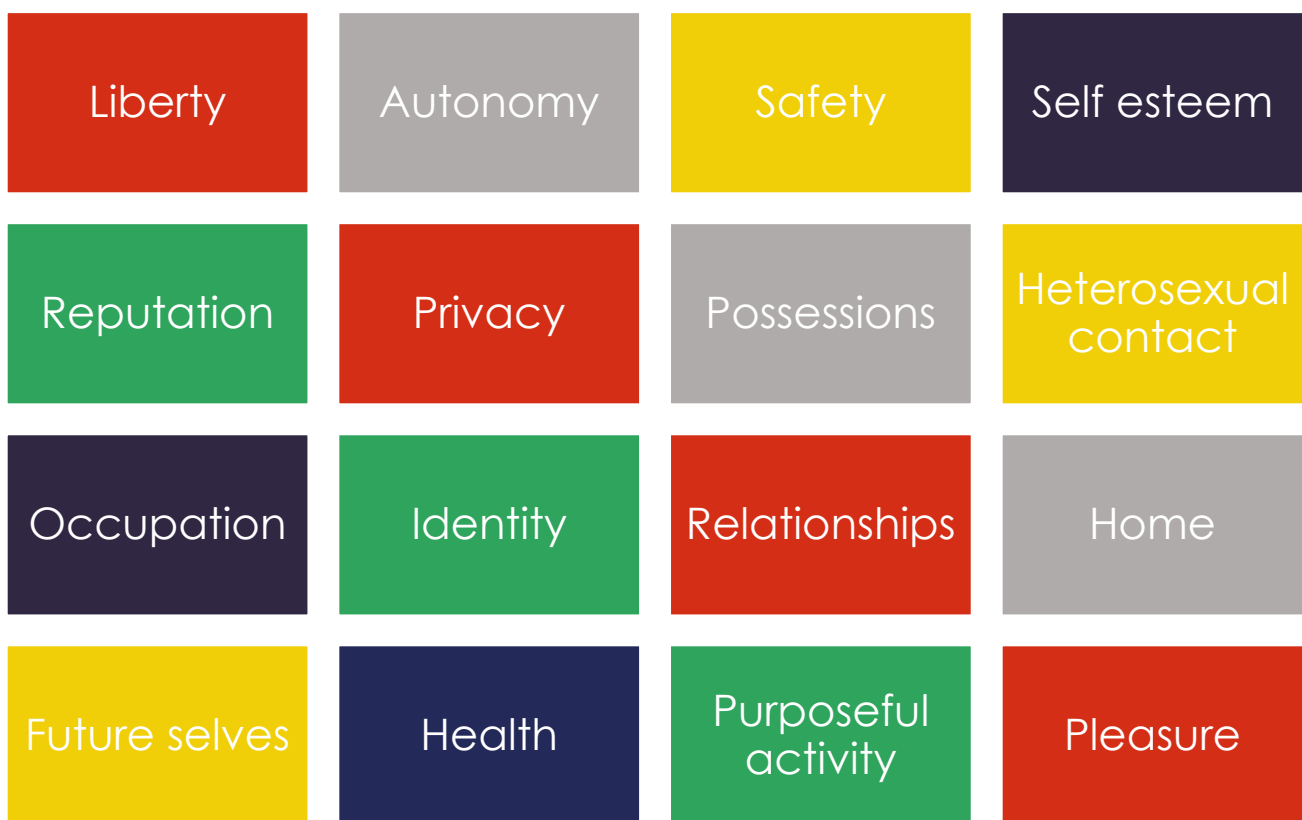 Liberty
Autonomy
Safety
Self esteem
Reputation
Privacy
Possessions
Heterosexual
contact
Occupation
Identity
Relationships
Home
Future selves
Health
Purposeful
activity
Pleasure